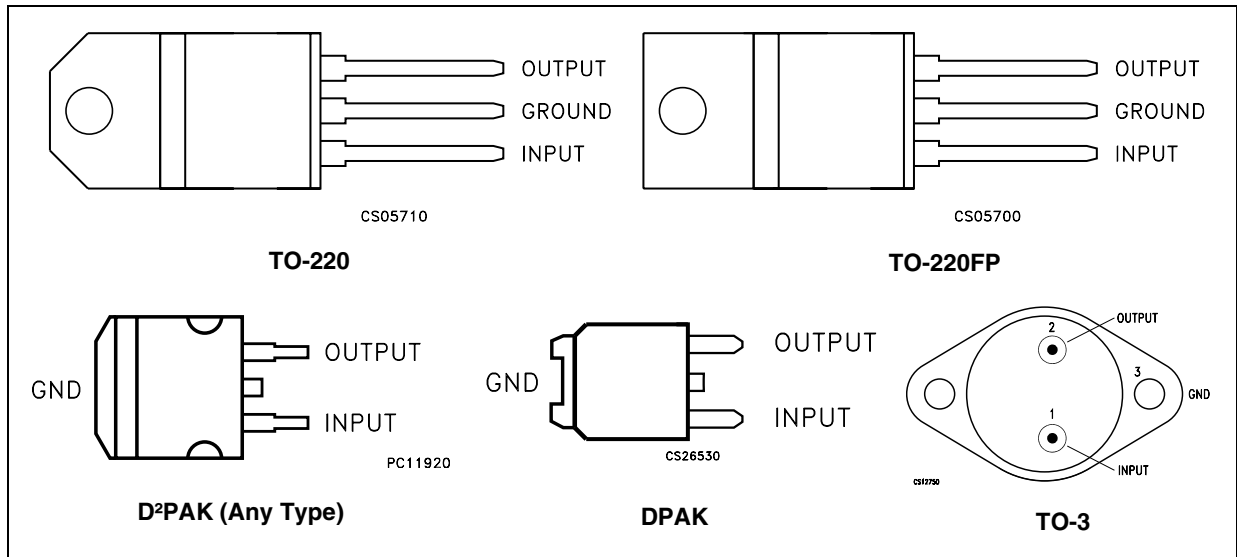 OUTPUT
GROUND
INPUT
CS05710
TO-220
OUTPUT
GROUND
INPUT
CS05700
TO-220FP
GND
OUTPUT
INPUT
PC11920
D²PAK (Any Type)
GND
OUTPUT
INPUT
CS26530
DPAK
OUTPUT
2
3
GND
1
INPUT
CS12750
TO-3